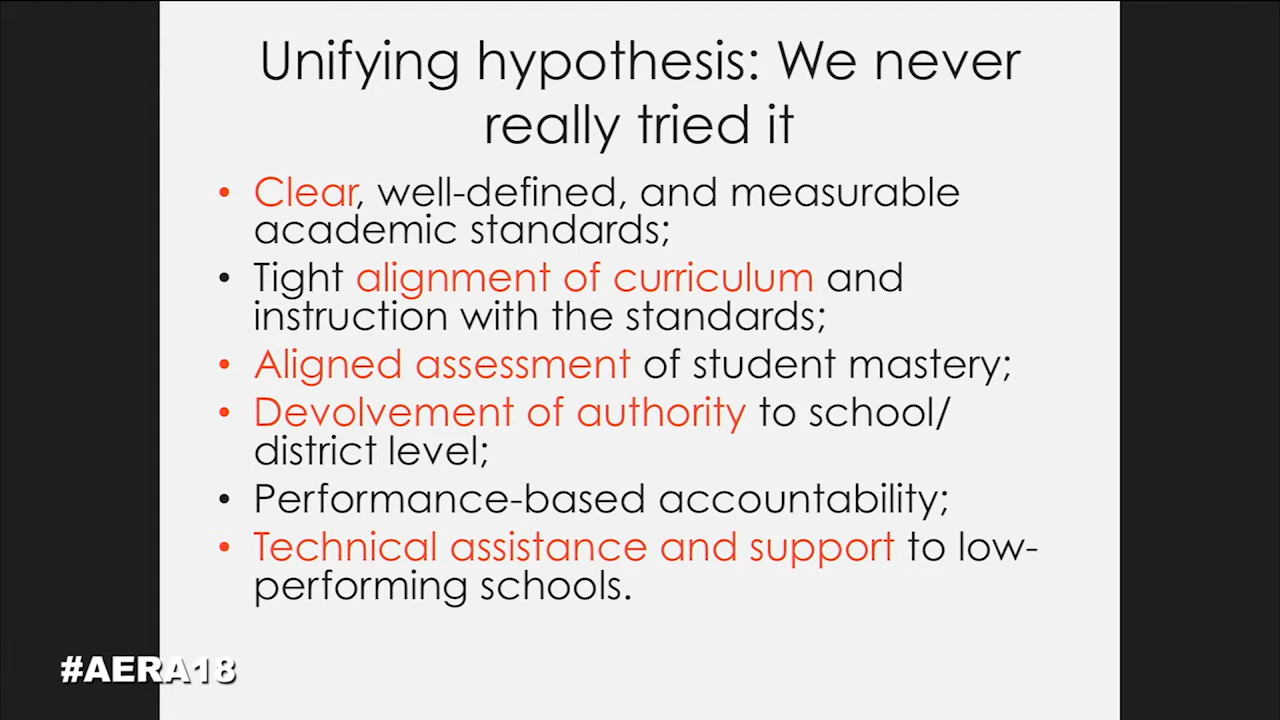 Unifying hypothesis: We never
really tried it
• Clear, well-defined, and measurable
academic standards;
• Tight alignment of curriculum and
instruction with the standards;
• Aligned assessment of student mastery;
• Devolvement of authority to school/
district level;
• Performance-based accountability;
• Technical assistance and support to low-
performing schools.
#AERA18